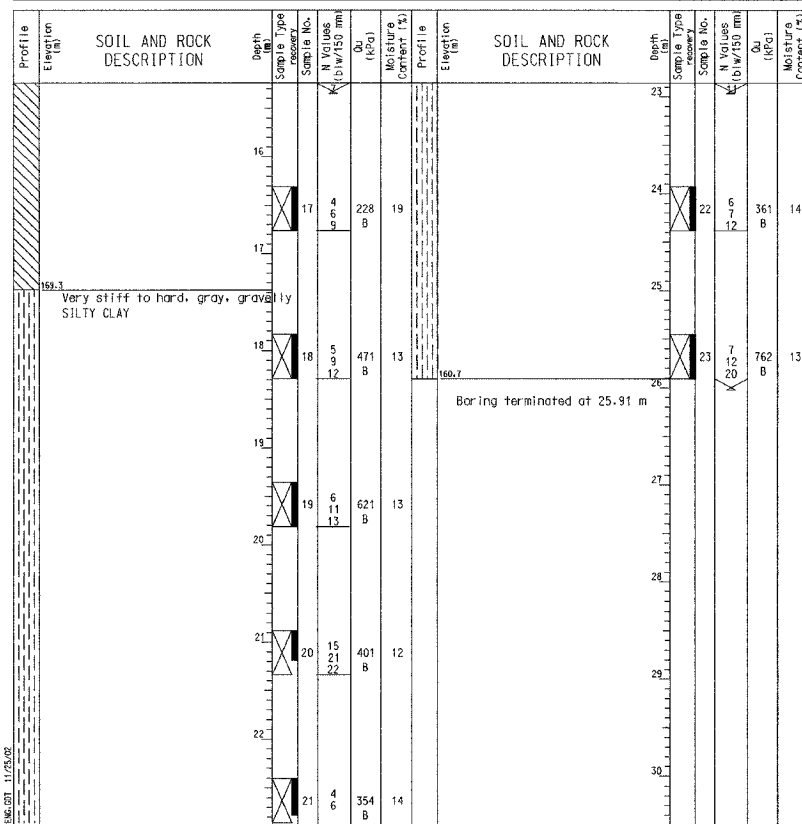 Profile
Elevation (m)
SOIL AND ROCK
DESCRIPTION
Depth (m)
Sample Type
recovery
Sample No.
N Values
(blw/150 mm)
Qu
(kPa)
Moisture
Content (%)
Profile
Elevation (m)
SOIL AND ROCK
DESCRIPTION
Depth (m)
Sample Type
recovery
Sample No.
N Values
(blw/150 mm)
Qu
(kPa)
Moisture
Content (%)
16
17 4 6 9 228 B 19
17
169.3
Very stiff to hard, gray, gravelly
SILTY CLAY
18
18 5 9 12 471 B 13
19
19 6 11 13 621 B 13
20
21
20 15 21 22 401 B 12
22
21 4 6 354 B 14
23
24
22 6 7 12 361 B 14
25
23 7 12 20 762 B 13
160.7
26
Boring terminated at 25.91 m
27
28
29
30
ENG.GDT 11/25/02